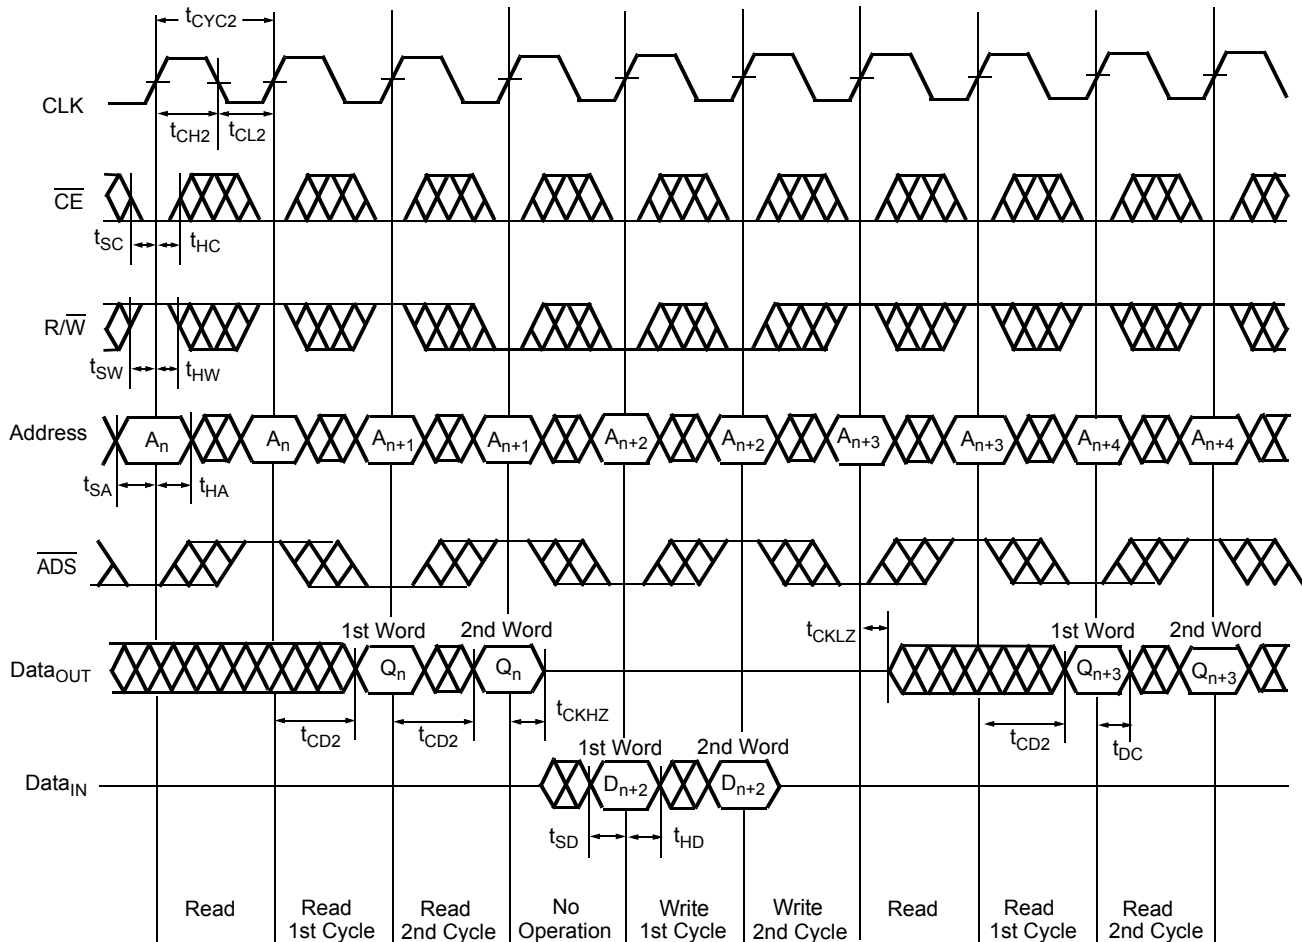 tCYC2
CLK
tCH2 tCL2
CE
tSC tHC
R/W
tSW tHW
Address An An An+1 An+1 An+2 An+2 An+3 An+3 An+4 An+4
tSA tHA
ADS
1st Word 2nd Word tCKLZ 1st Word 2nd Word
DataOUT Qn Qn Qn+3 Qn+3
tCD2 tCD2 tCKHZ tCD2 tDC
1st Word 2nd Word
DataIN Dn+2 Dn+2
tSD tHD
Read Read Read No Write Write Read Read Read
1st Cycle 2nd Cycle Operation 1st Cycle 2nd Cycle 1st Cycle 2nd Cycle